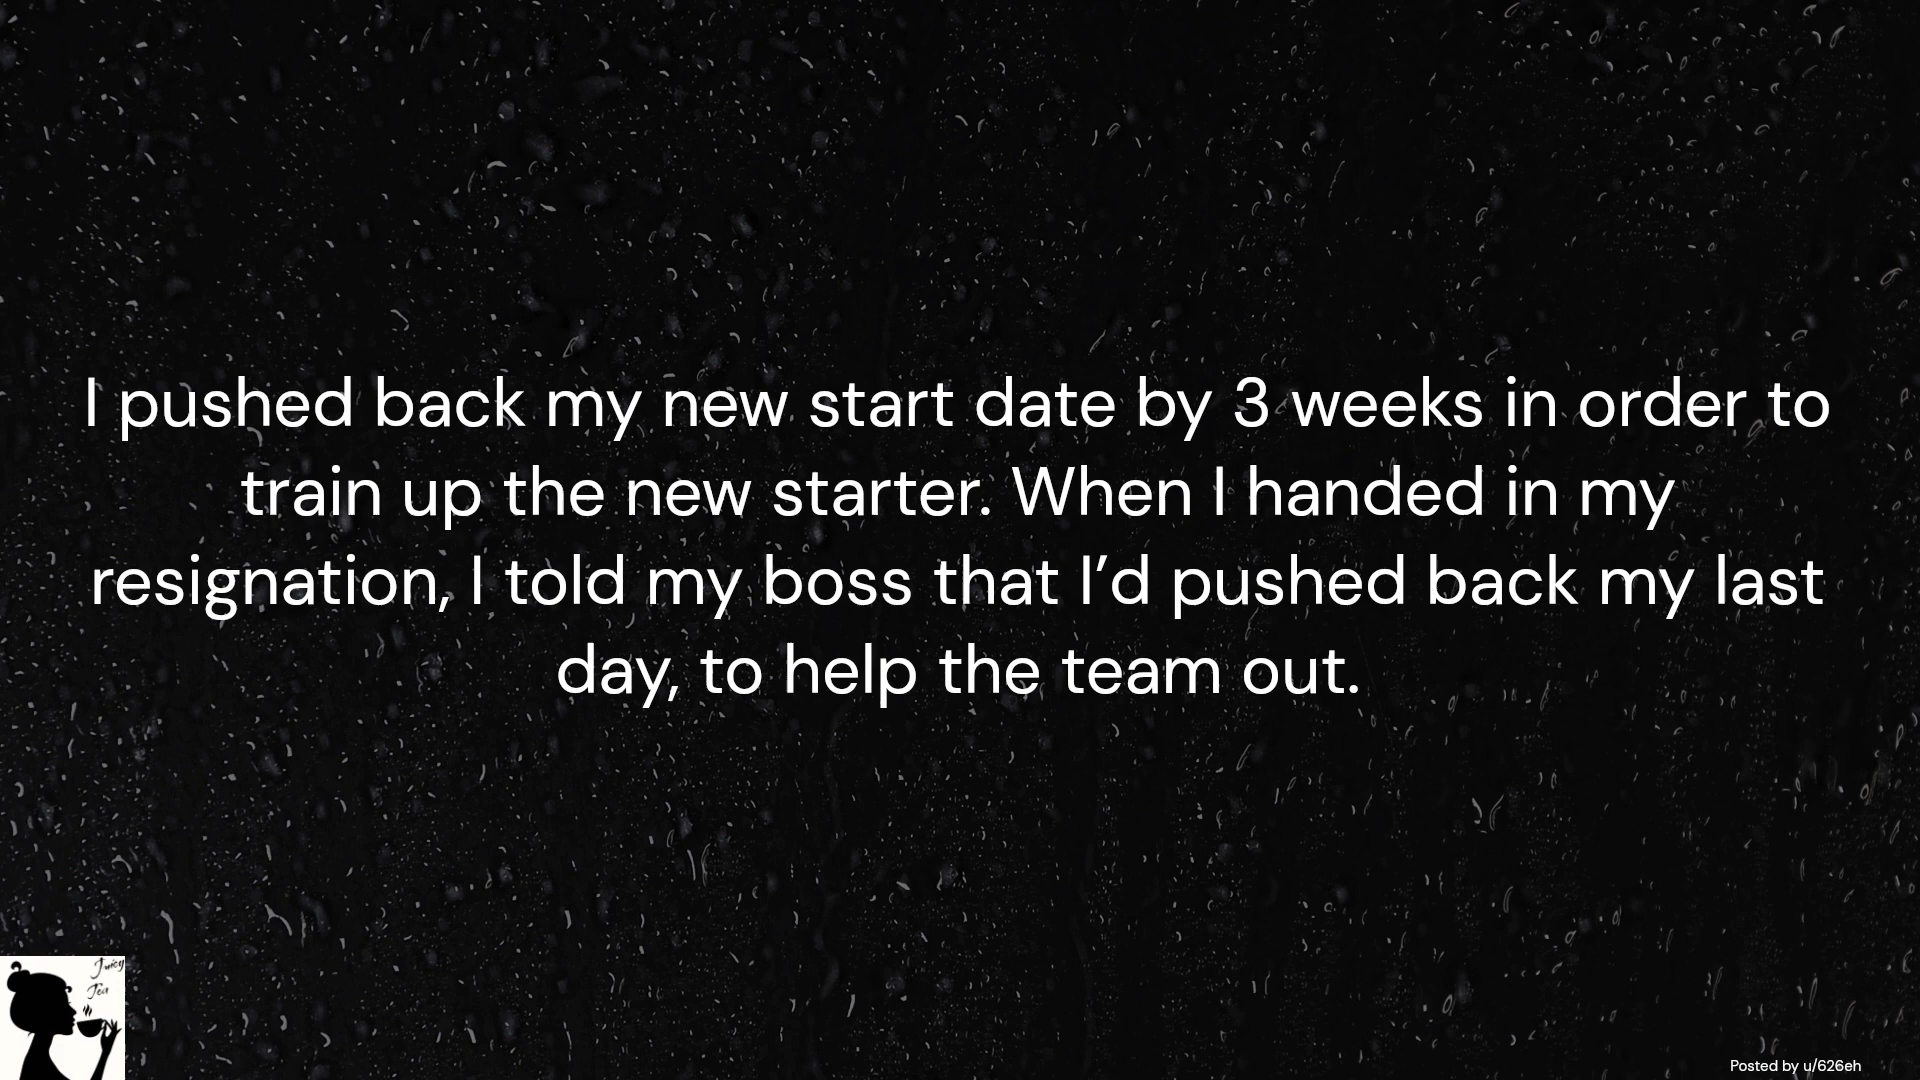 I pushed back my new start date by 3 weeks in order to
train up the new starter. When I handed in my
resignation, I told my boss that I’d pushed back my last
day, to help the team out.
Juicy
Tea
Posted by u/626eh